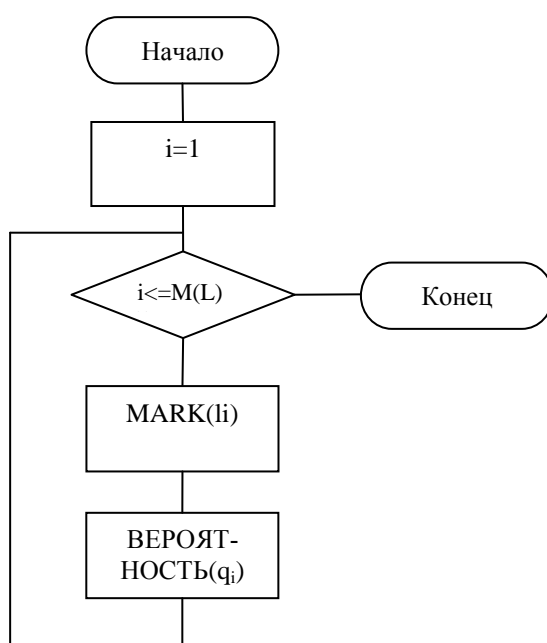 Начало
i=1
i<=M(L)
Конец
MARK(li)
ВЕРОЯТ-
НОСТЬ(qᵢ)